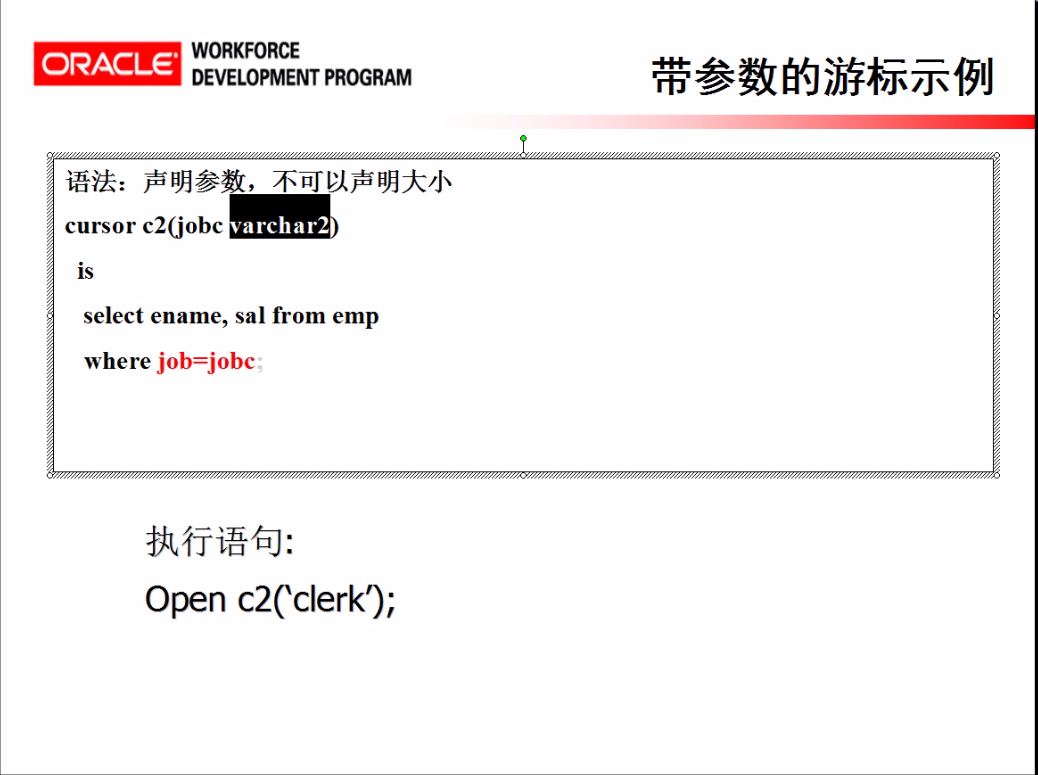 ORACLE
WORKFORCE
DEVELOPMENT PROGRAM
带参数的游标示例
语法：声明参数，不可以声明大小
cursor c2(jobc varchar2)
is
select ename, sal from emp
where job=jobc;
执行语句:
Open c2(‘clerk’);